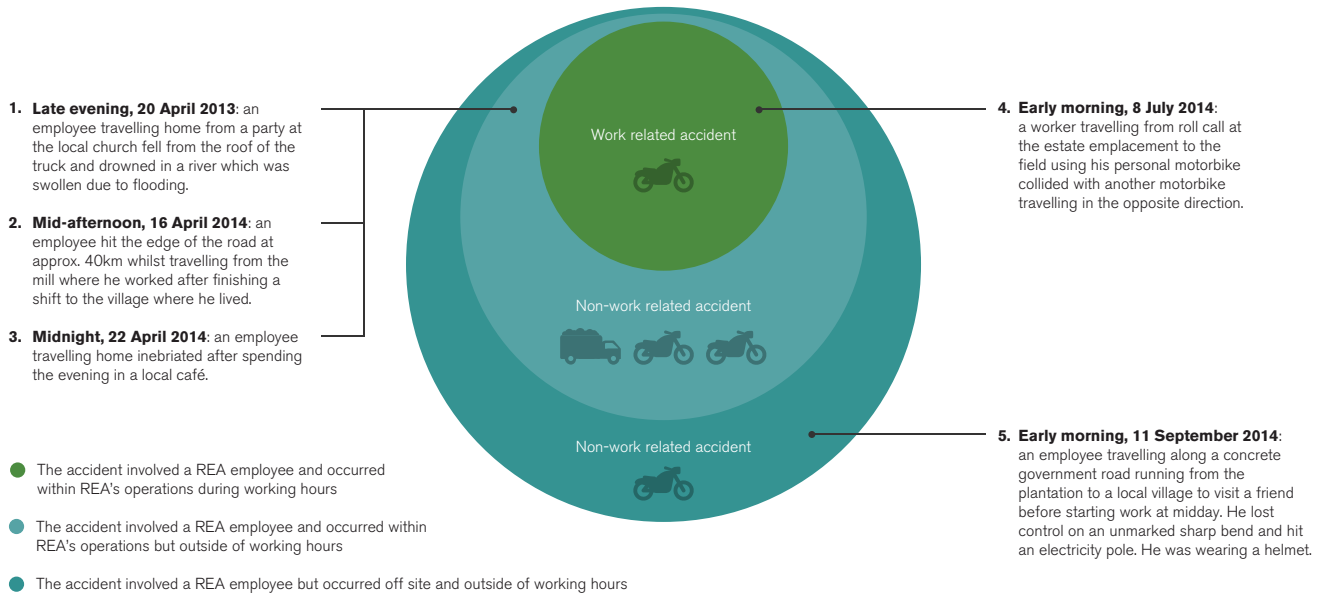 1. Late evening, 20 April 2013: an
employee travelling home from a party at
the local church fell from the roof of the
truck and drowned in a river which was
swollen due to flooding.
2. Mid-afternoon, 16 April 2014: an
employee hit the edge of the road at
approx. 40km whilst travelling from the
mill where he worked after finishing a
shift to the village where he lived.
3. Midnight, 22 April 2014: an employee
travelling home inebriated after spending
the evening in a local café.
Work related accident
Non-work related accident
Non-work related accident
4. Early morning, 8 July 2014:
a worker travelling from roll call at
the estate emplacement to the
field using his personal motorbike
collided with another motorbike
travelling in the opposite direction.
5. Early morning, 11 September 2014:
an employee travelling along a concrete
government road running from the
plantation to a local village to visit a friend
before starting work at midday. He lost
control on an unmarked sharp bend and hit
an electricity pole. He was wearing a helmet.
The accident involved a REA employee and occurred
within REA's operations during working hours
The accident involved a REA employee and occurred within
REA's operations but outside of working hours
The accident involved a REA employee but occurred off site and outside of working hours